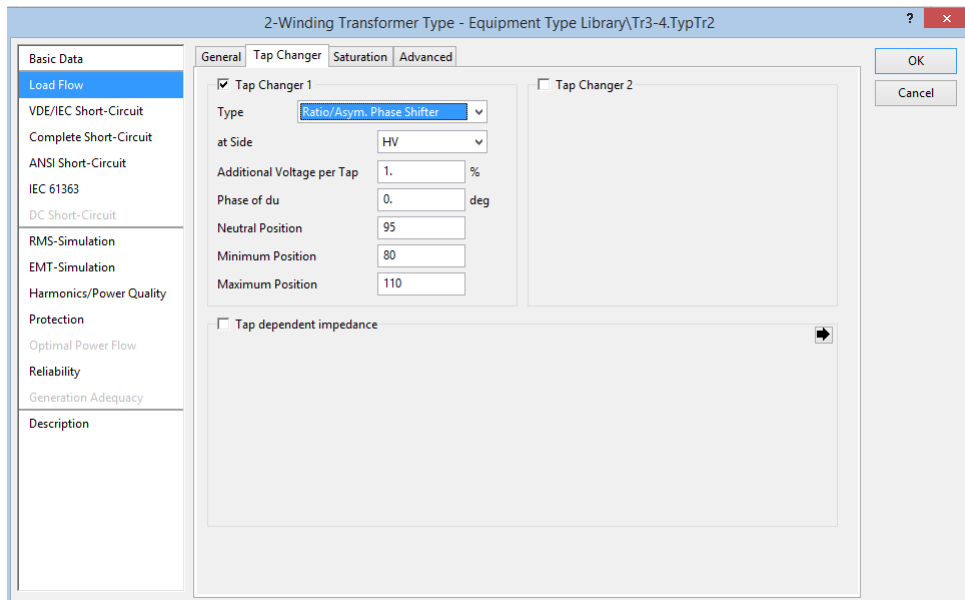 2-Winding Transformer Type - Equipment Type Library\Tr3-4.TypTr2
?
×
Basic Data
Load Flow
VDE/IEC Short-Circuit
Complete Short-Circuit
ANSI Short-Circuit
IEC 61363
DC Short-Circuit
RMS-Simulation
EMT-Simulation
Harmonics/Power Quality
Protection
Optimal Power Flow
Reliability
Generation Adequacy
Description
General
Tap Changer
Saturation
Advanced
Tap Changer 1
Type Ratio/Asym. Phase Shifter
at Side HV
Additional Voltage per Tap 1. %
Phase of du 0. deg
Neutral Position 95
Minimum Position 80
Maximum Position 110
Tap Changer 2
Tap dependent impedance
OK
Cancel